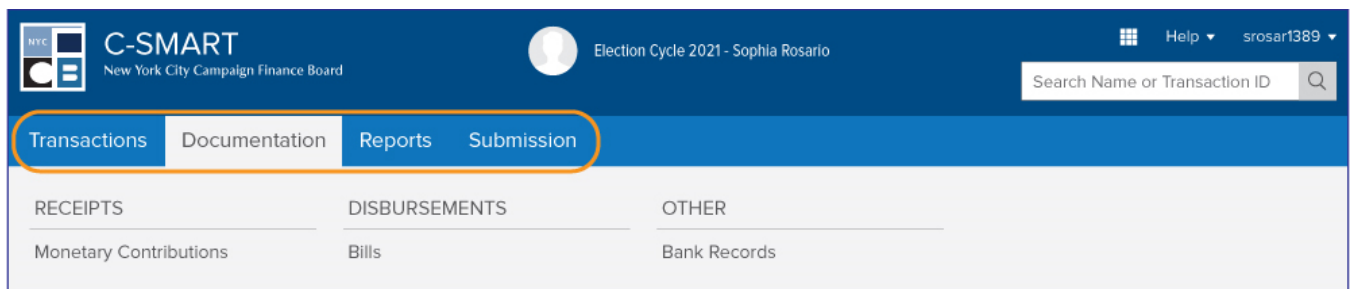 NYC
CB
C-SMART
New York City Campaign Finance Board
Election Cycle 2021 - Sophia Rosario
Help
srosar1389
Search Name or Transaction ID
Transactions Documentation Reports Submission
RECEIPTS DISBURSEMENTS OTHER
Monetary Contributions Bills Bank Records